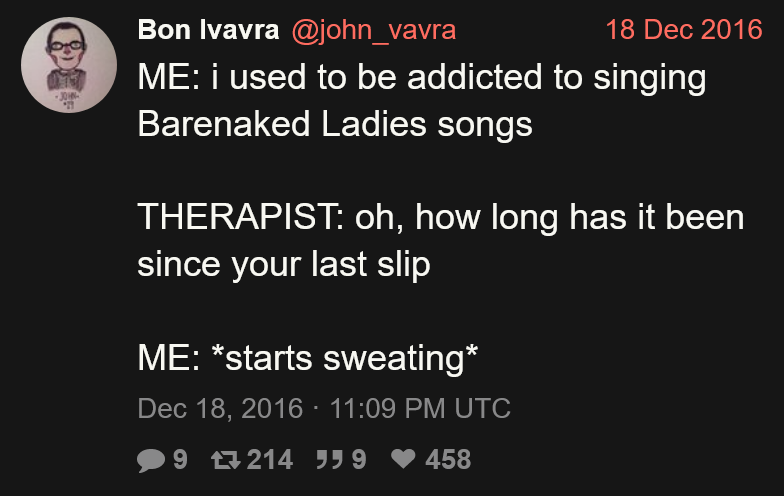 Bon Ivavra @john_vavra 18 Dec 2016
ME: i used to be addicted to singing
Barenaked Ladies songs
THERAPIST: oh, how long has it been
since your last slip
ME: *starts sweating*
Dec 18, 2016 · 11:09 PM UTC
9 214 9 458